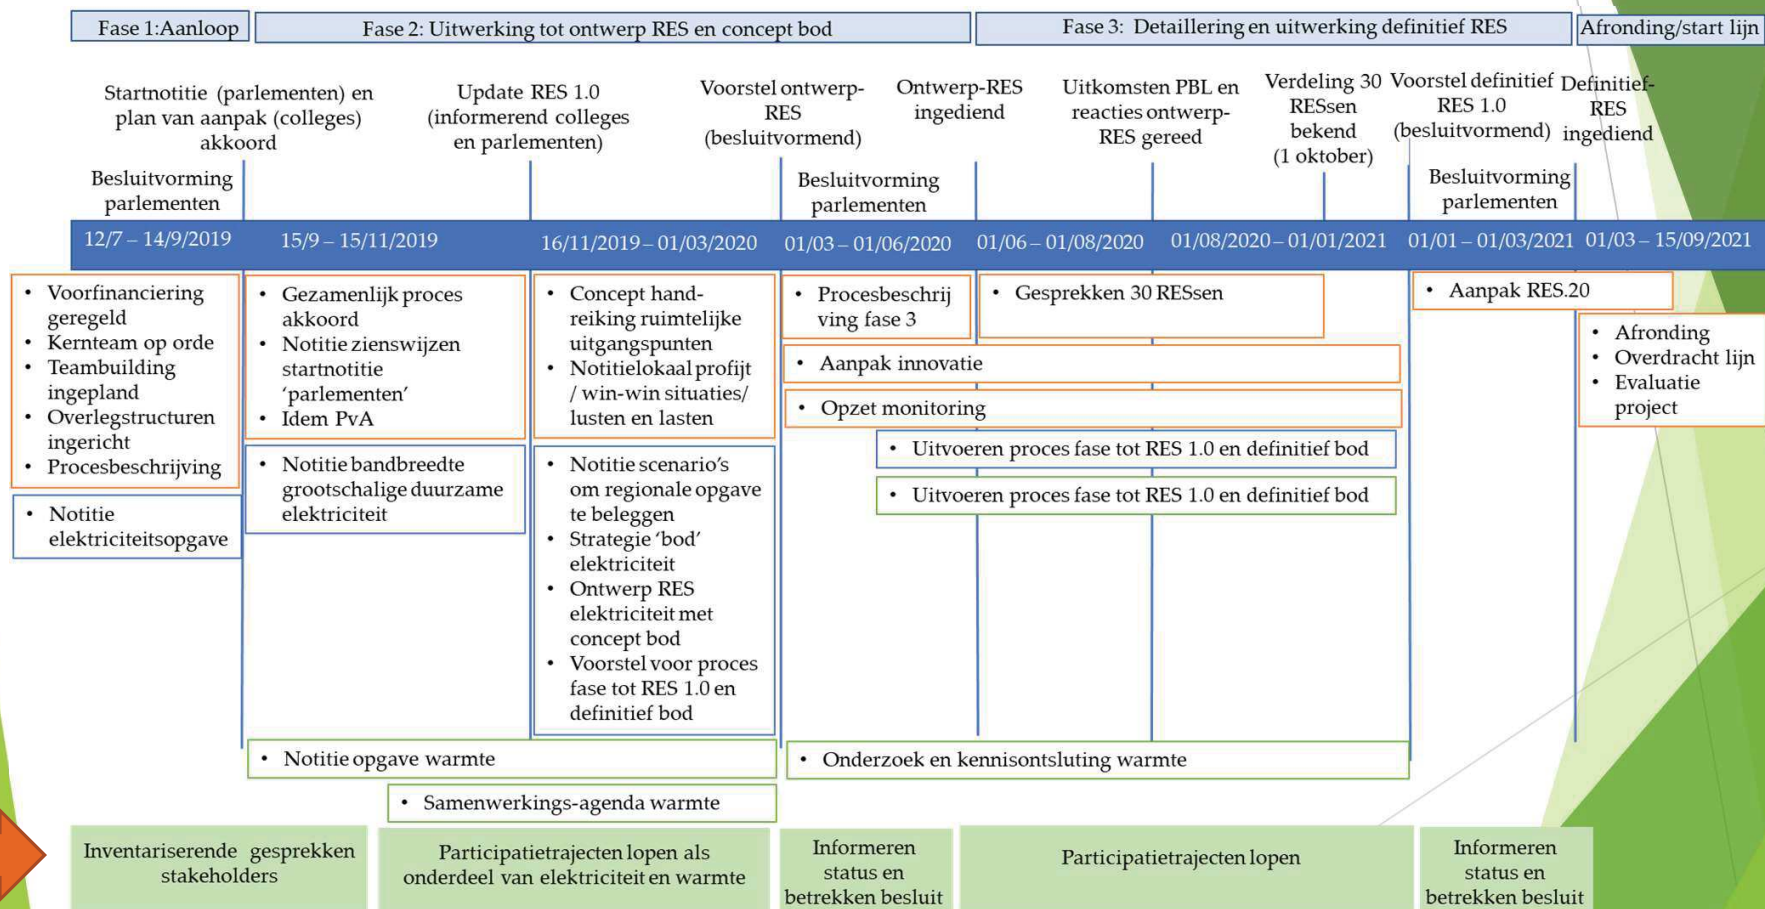 Fase 1:Aanloop
Fase 2: Uitwerking tot ontwerp RES en concept bod
Fase 3: Detaillering en uitwerking definitief RES
Afronding/start lijn
Startnotitie (parlementen) en
plan van aanpak (colleges)
akkoord
Update RES 1.0
(informerend colleges
en parlementen)
Voorstel ontwerp-
RES
(besluitvormend)
Ontwerp-RES
ingediend
Uitkomsten PBL en
reacties ontwerp-
RES gereed
Verdeling 30
RESsen
bekend
(1 oktober)
Voorstel definitief
RES 1.0
(besluitvormend)
Definitief-
RES
ingediend
Besluitvorming
parlementen
Besluitvorming
parlementen
Besluitvorming
parlementen
12/7 – 14/9/2019
15/9 – 15/11/2019
16/11/2019 – 01/03/2020
01/03 – 01/06/2020
01/06 – 01/08/2020
01/08/2020 – 01/01/2021
01/01 – 01/03/2021
01/03 – 15/09/2021
• Voorfinanciering
geregeld
• Kernteam op orde
• Teambuilding
ingepland
• Overlegstructuren
ingericht
• Procesbeschrijving
• Notitie
elektriciteitsopgave
• Gezamenlijk proces
akkoord
• Notitie zienswijzen
startnotitie
‘parlementen’
• Idem PvA
• Notitie bandbreedte
grootschalige duurzame
elektriciteit
• Concept hand-
reiking ruimtelijke
uitgangspunten
• Notitielokaal profijt
/ win-win situaties/
lusten en lasten
• Notitie scenario’s
om regionale opgave
te beleggen
• Strategie ‘bod’
elektriciteit
• Ontwerp RES
elektriciteit met
concept bod
• Voorstel voor proces
fase tot RES 1.0 en
definitief bod
• Procesbeschrij
ving fase 3
• Gesprekken 30 RESsen
• Aanpak innovatie
• Opzet monitoring
• Uitvoeren proces fase tot RES 1.0 en definitief bod
• Uitvoeren proces fase tot RES 1.0 en definitief bod
• Aanpak RES.20
• Afronding
• Overdracht lijn
• Evaluatie
project
• Notitie opgave warmte
• Onderzoek en kennisontsluting warmte
• Samenwerkings-agenda warmte
Inventariserende gesprekken
stakeholders
Participatietrajecten lopen als
onderdeel van elektriciteit en warmte
Informeren
status en
betrekken besluit
Participatietrajecten lopen
Informeren
status en
betrekken besluit